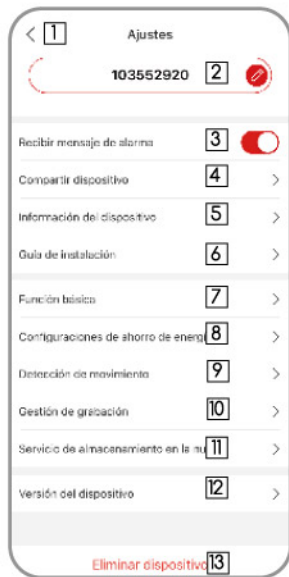 1 Ajustes
103552920 2
Recibir mensaje de alarma 3
Compartir dispositivo 4
Información del dispositivo 5
Guía de instalación 6
Función básica 7
Configuraciones de ahorro de energi 8
Detección de movimiento 9
Gestión de grabación 10
Servicio de almacenamiento en la nu 11
Versión del dispositivo 12
Eliminar dispositivo 13